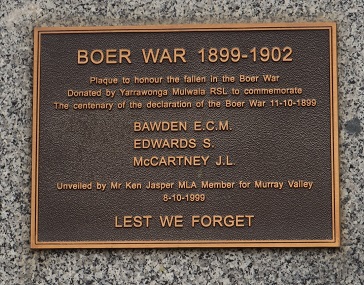 BOER WAR 1899-1902
Plaque to honour the fallen in the Boer War
Donated by Yarrawonga Mulwala RSL to commemorate
The centenary of the declaration of the Boer War 11-10-1899
BAWDEN E.C.M.
EDWARDS S.
McCARTNEY J.L.
Unveiled by Mr Ken Jasper MLA Member for Murray Valley
8-10-1999
LEST WE FORGET